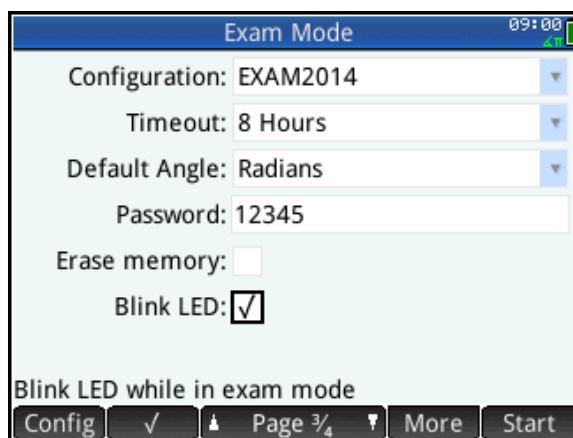 Exam Mode 09:00
∡π
Configuration: EXAM2014
Timeout: 8 Hours
Default Angle: Radians
Password: 12345
Erase memory:
Blink LED: √
Blink LED while in exam mode
Config √ Page ¾ More Start